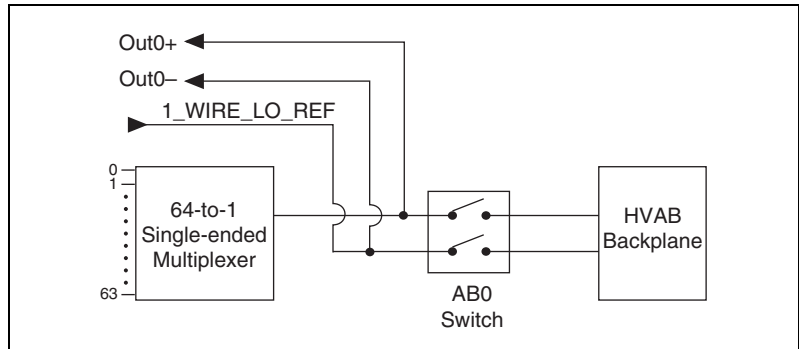 Out0+
Out0–
1_WIRE_LO_REF
0
1
63
64-to-1
Single-ended
Multiplexer
HVAB
Backplane
AB0
Switch